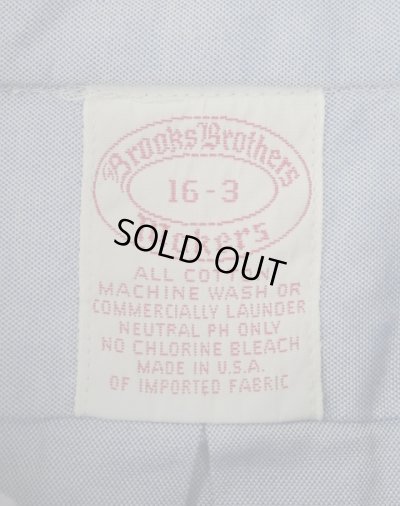 Brooks Brothers
16-3
Makers
ALL COTTON
MACHINE WASH OR
COMMERCIALLY LAUNDER
NEUTRAL PH ONLY
NO CHLORINE BLEACH
MADE IN U.S.A.
OF IMPORTED FABRIC
SOLD OUT